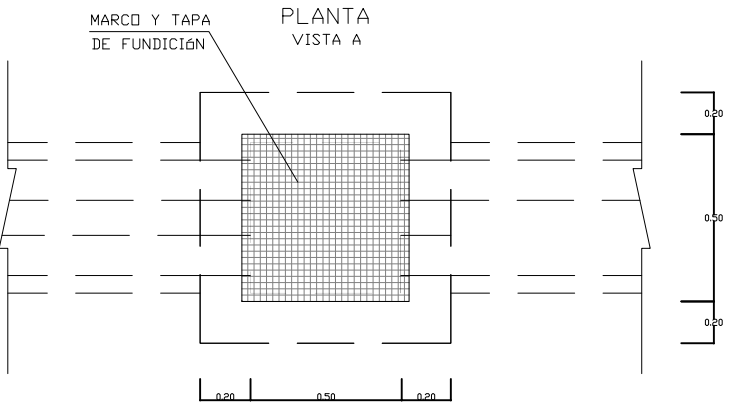 PLANTA
VISTA A
MARCO Y TAPA
DE FUNDICIóN
0.20
0.50
0.20
0.20
0.50
0.20